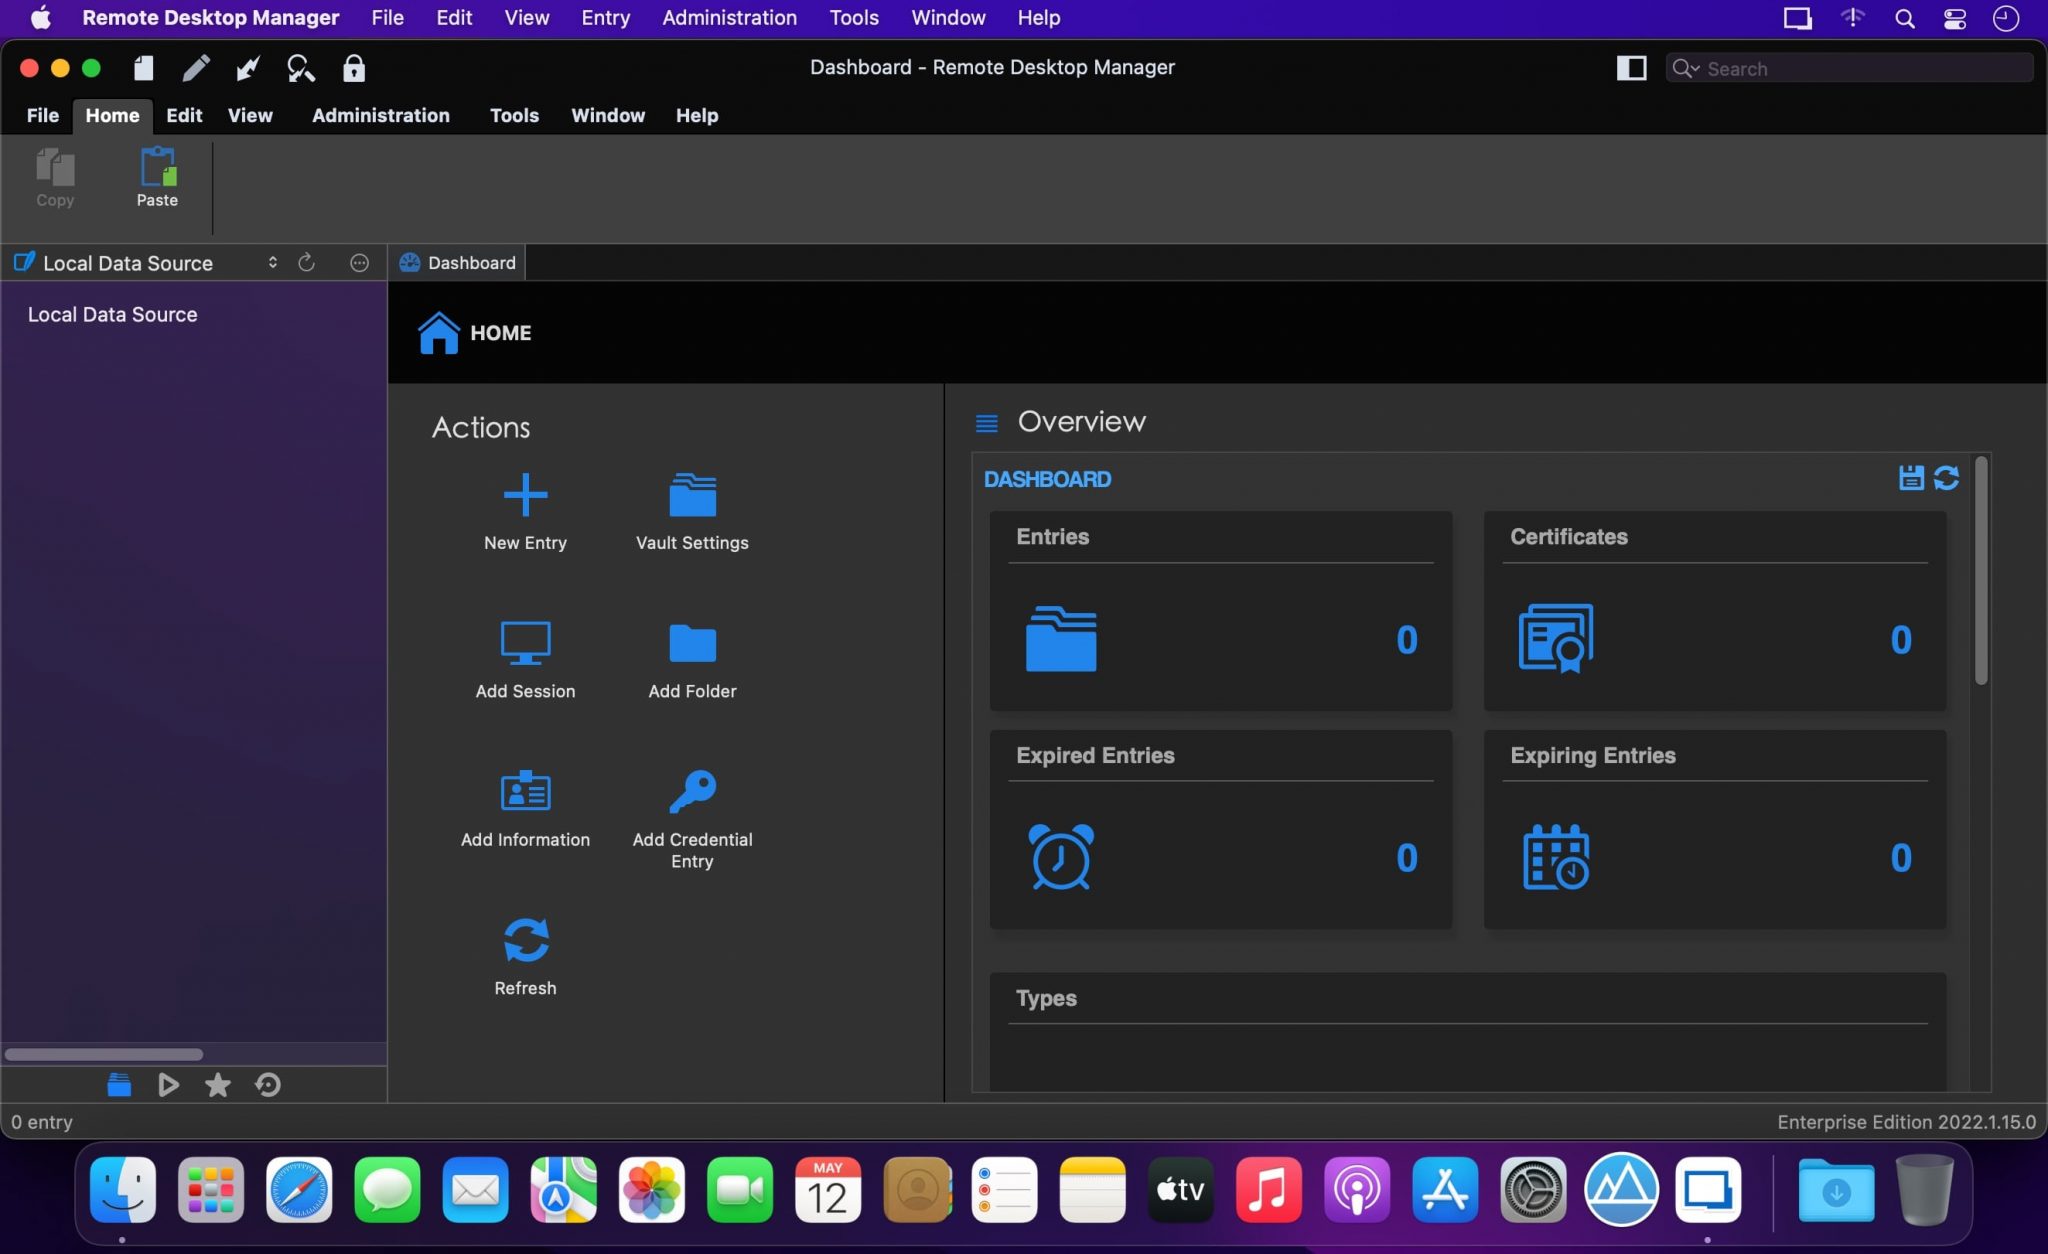 Remote Desktop Manager File Edit View Entry Administration Tools Window Help
Dashboard - Remote Desktop Manager
Search
File Home Edit View Administration Tools Window Help
Copy
Paste
Local Data Source
Dashboard
Local Data Source
HOME
Actions
New Entry
Vault Settings
Add Session
Add Folder
Add Information
Add Credential
Entry
Refresh
Overview
DASHBOARD
Entries
0
Certificates
0
Expired Entries
0
Expiring Entries
0
Types
0 entry
Enterprise Edition 2022.1.15.0
MAY
12
tv